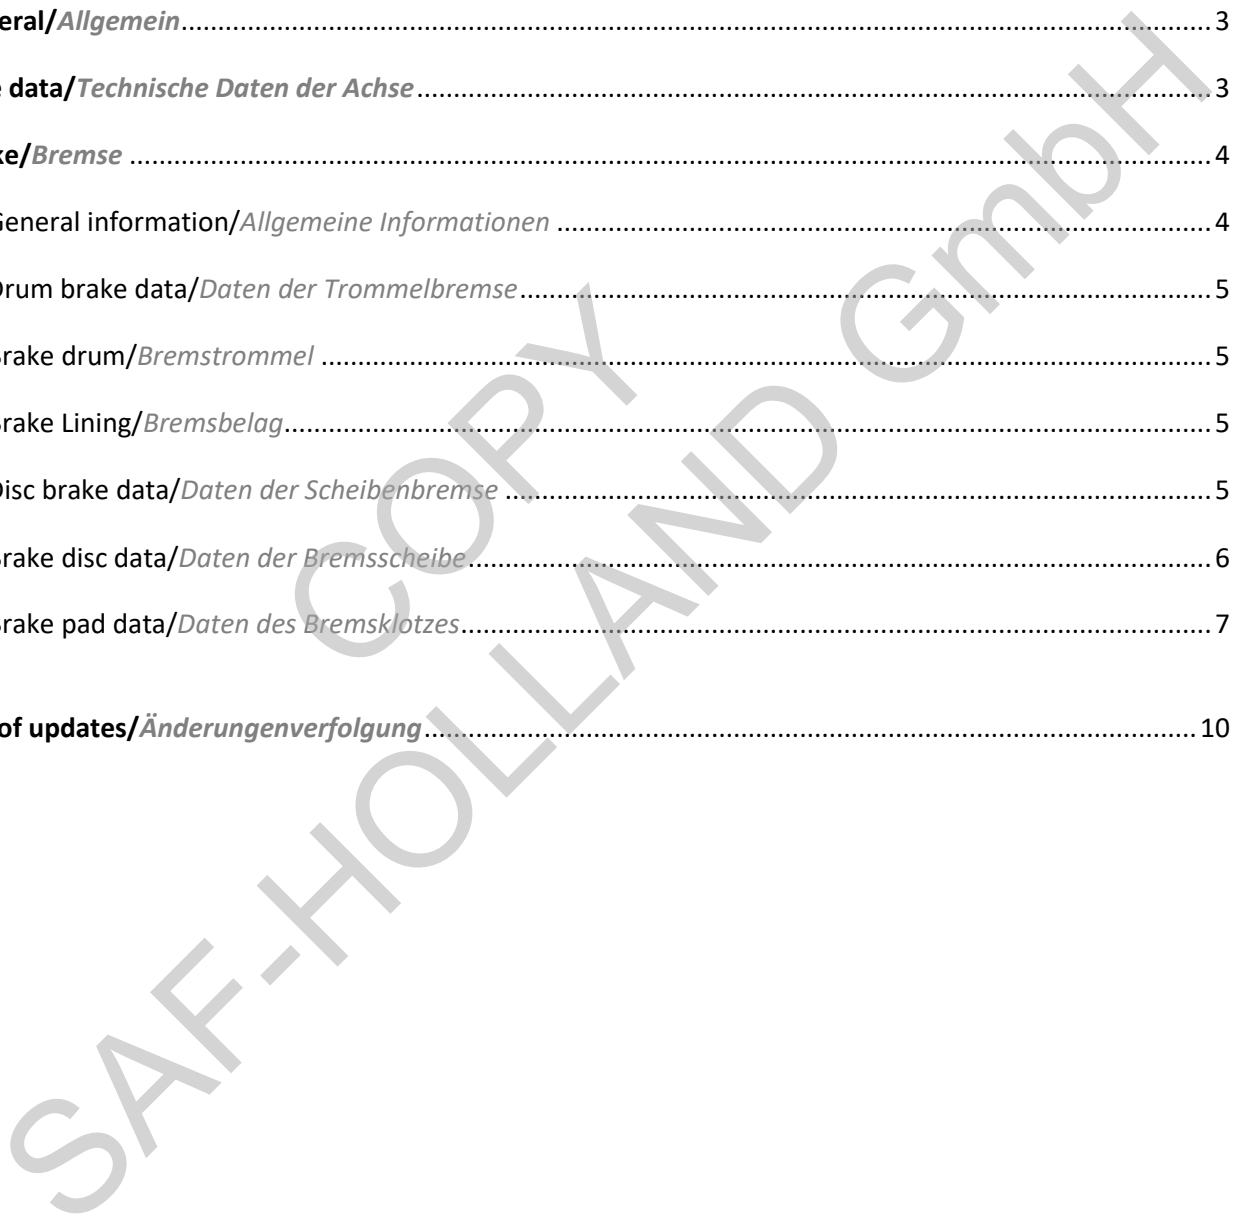 eral/Allgemein 3
e data/Technische Daten der Achse 3
ke/Bremse 4
General information/Allgemeine Informationen 4
Drum brake data/Daten der Trommelbremse 5
Brake drum/Bremstrommel 5
Brake Lining/Bremsbelag 5
Disc brake data/Daten der Scheibenbremse 5
Brake disc data/Daten der Bremsscheibe 6
Brake pad data/Daten des Bremsklotzes 7
of updates/Änderungenverfolgung 10
COPY
SAF-HOLLAND GmbH